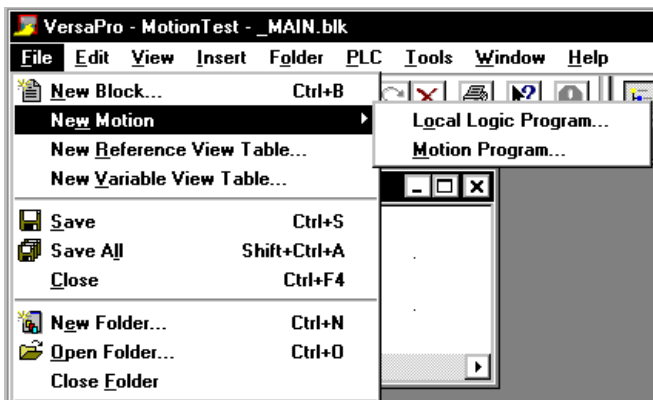 VersaPro - MotionTest - _MAIN.blk
File Edit View Insert Folder PLC Tools Window Help
New Block... Ctrl+B
New Motion
Local Logic Program...
New Reference View Table...
Motion Program...
New Variable View Table...
Save Ctrl+S
Save All Shift+Ctrl+A
Close Ctrl+F4
New Folder... Ctrl+N
Open Folder... Ctrl+O
Close Folder